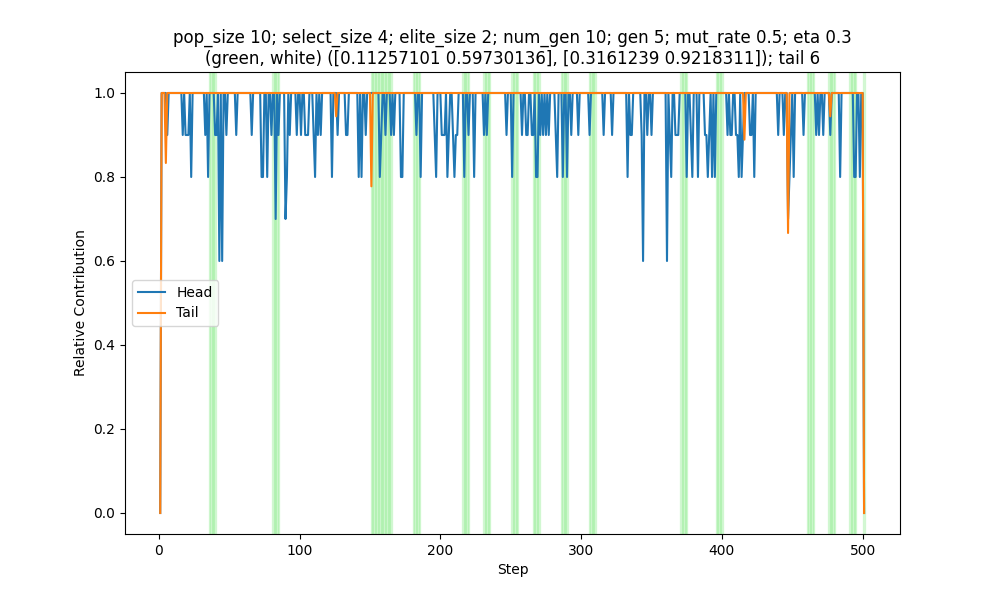 pop_size 10; select_size 4; elite_size 2; num_gen 10; gen 5; mut_rate 0.5; eta 0.3
(green, white) ([0.11257101 0.59730136], [0.3161239 0.9218311]); tail 6
1.0
0.8
0.6
0.4
0.2
0.0
Relative Contribution
Head
Tail
0 100 200 300 400 500
Step